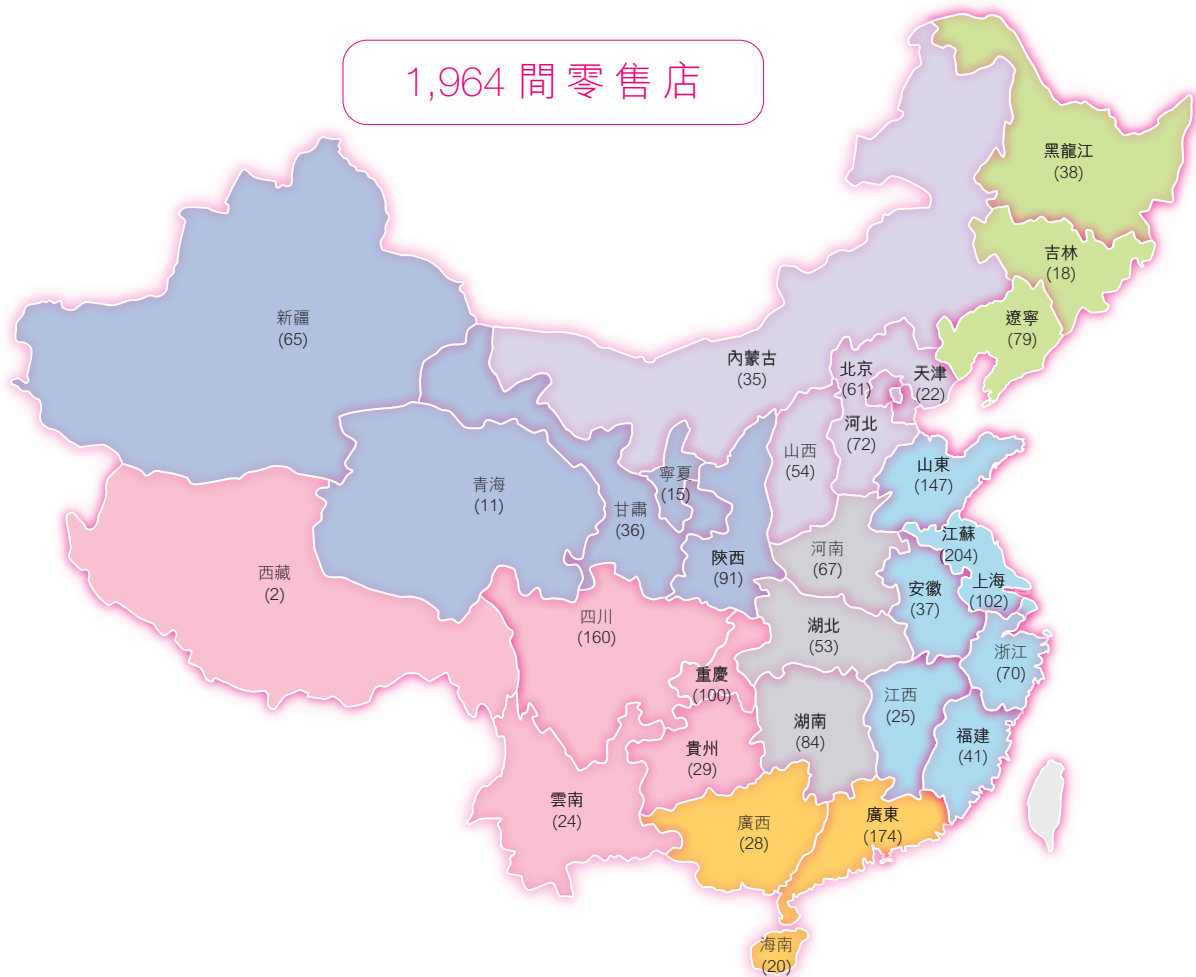 1,964 間零售店
黑龍江
(38)
吉林
(18)
遼寧
(79)
新疆
(65)
內蒙古
(35)
北京
(61)
天津
(22)
河北
(72)
山西
(54)
山東
(147)
青海
(11)
寧夏
(15)
甘肅
(36)
陝西
(91)
河南
(67)
江蘇
(204)
上海
(102)
安徽
(37)
西藏
(2)
四川
(160)
重慶
(100)
湖北
(53)
浙江
(70)
湖南
(84)
江西
(25)
福建
(41)
貴州
(29)
雲南
(24)
廣西
(28)
廣東
(174)
海南
(20)